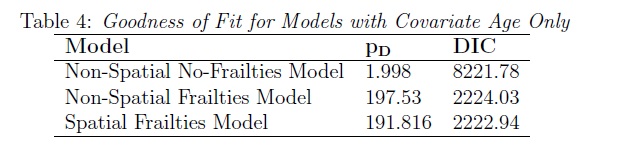 Table 4: Goodness of Fit for Models with Covariate Age Only
Model pD DIC
Non-Spatial No-Frailties Model 1.998 8221.78
Non-Spatial Frailties Model 197.53 2224.03
Spatial Frailties Model 191.816 2222.94